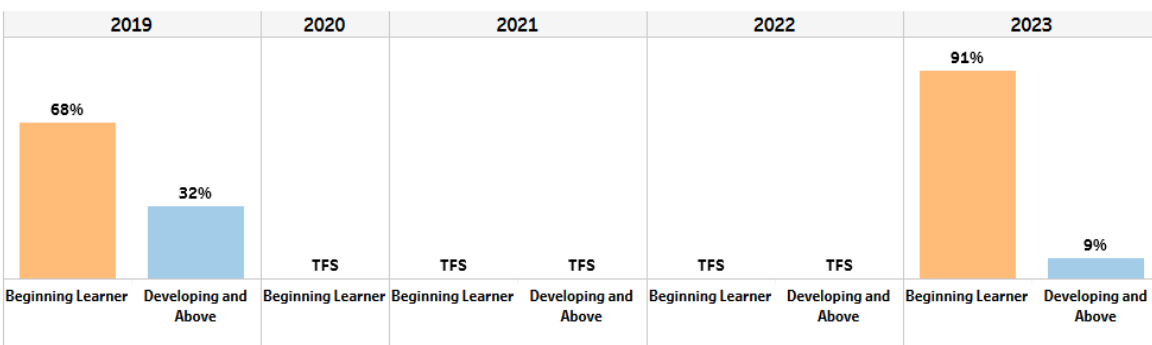 2019 2020 2021 2022 2023
91%
68%
32%
9%
TFS TFS TFS TFS TFS
Beginning Learner Developing and Beginning Learner Beginning Learner Developing and Beginning Learner Developing and Beginning Learner Developing and
Above Above Above Above